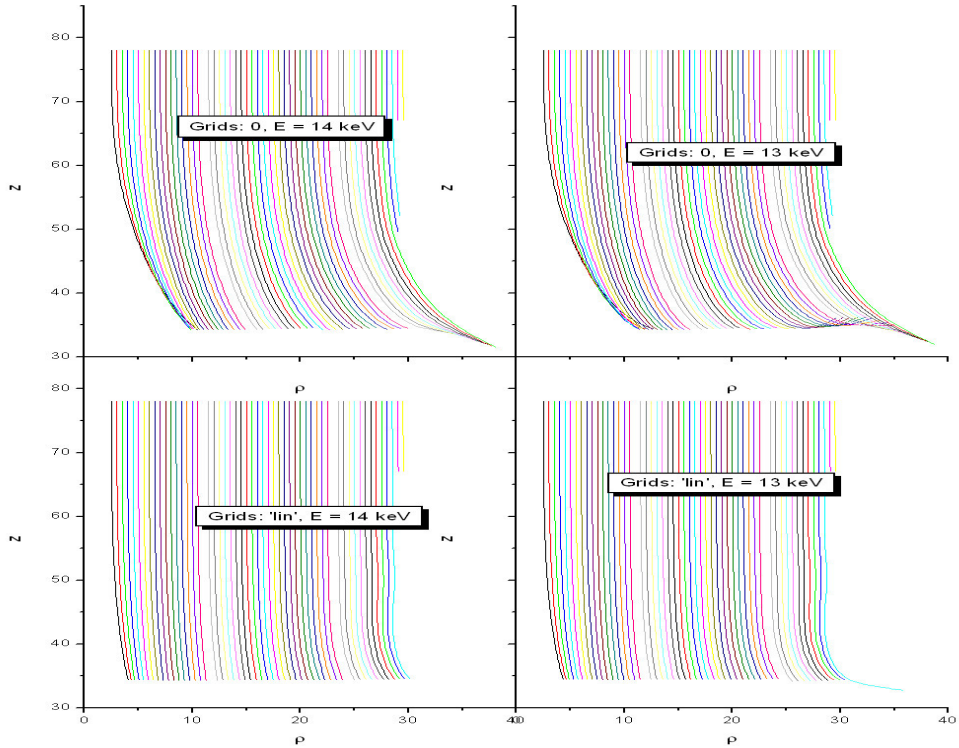 80
70
60
50
40
30
Z
Grids: 0, E = 14 keV
ρ
Z
Grids: 0, E = 13 keV
ρ
80
70
60
50
40
30
Z
Grids: 'lin', E = 14 keV
0 10 20 30 40
ρ
Z
Grids: 'lin', E = 13 keV
0 10 20 30 40
ρ